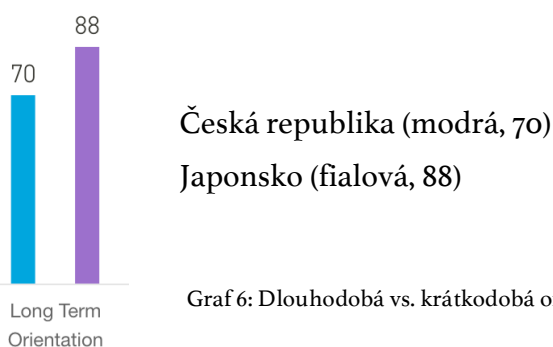 88
70
Česká republika (modrá, 70)
Japonsko (fialová, 88)
Long Term
Orientation
Graf 6: Dlouhodobá vs. krátkodobá